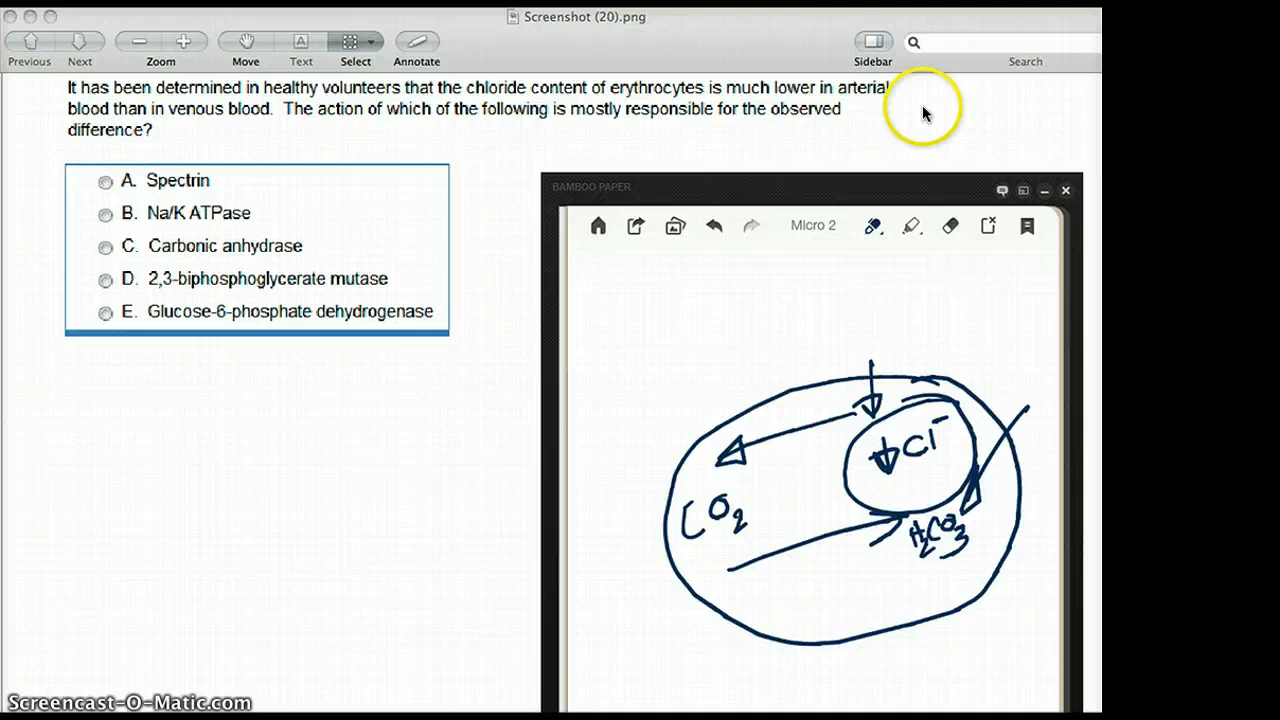 Screenshot (20).png
Previous Next Zoom Move Text Select Annotate Sidebar Search
It has been determined in healthy volunteers that the chloride content of erythrocytes is much lower in arterial
blood than in venous blood. The action of which of the following is mostly responsible for the observed
difference?
A. Spectrin
B. Na/K ATPase
C. Carbonic anhydrase
D. 2,3-biphosphoglycerate mutase
E. Glucose-6-phosphate dehydrogenase
BAMBOO PAPER
Micro 2
Cl-
CO2
H2CO3
Screencast-O-Matic.com